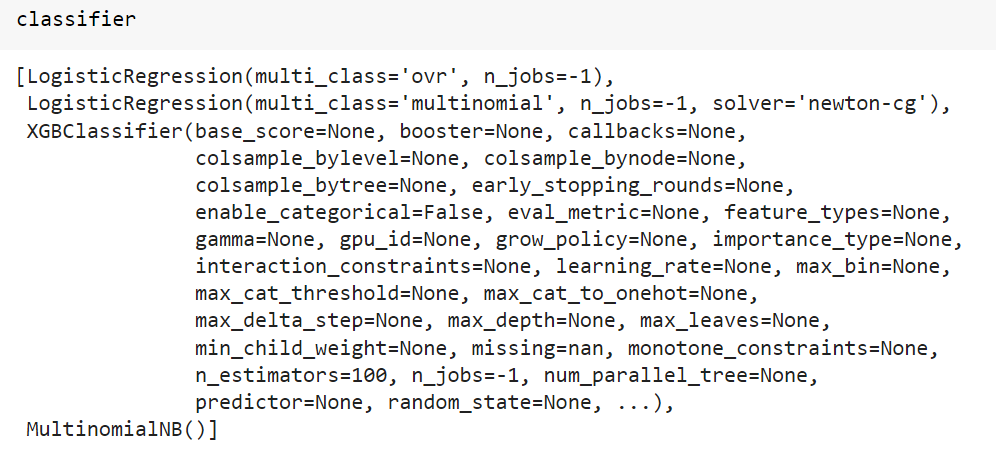 classifier
[LogisticRegression(multi_class='ovr', n_jobs=-1),
LogisticRegression(multi_class='multinomial', n_jobs=-1, solver='newton-cg'),
XGBClassifier(base_score=None, booster=None, callbacks=None,
colsample_bylevel=None, colsample_bynode=None,
colsample_bytree=None, early_stopping_rounds=None,
enable_categorical=False, eval_metric=None, feature_types=None,
gamma=None, gpu_id=None, grow_policy=None, importance_type=None,
interaction_constraints=None, learning_rate=None, max_bin=None,
max_cat_threshold=None, max_cat_to_onehot=None,
max_delta_step=None, max_depth=None, max_leaves=None,
min_child_weight=None, missing=nan, monotone_constraints=None,
n_estimators=100, n_jobs=-1, num_parallel_tree=None,
predictor=None, random_state=None, ...),
MultinomialNB()]